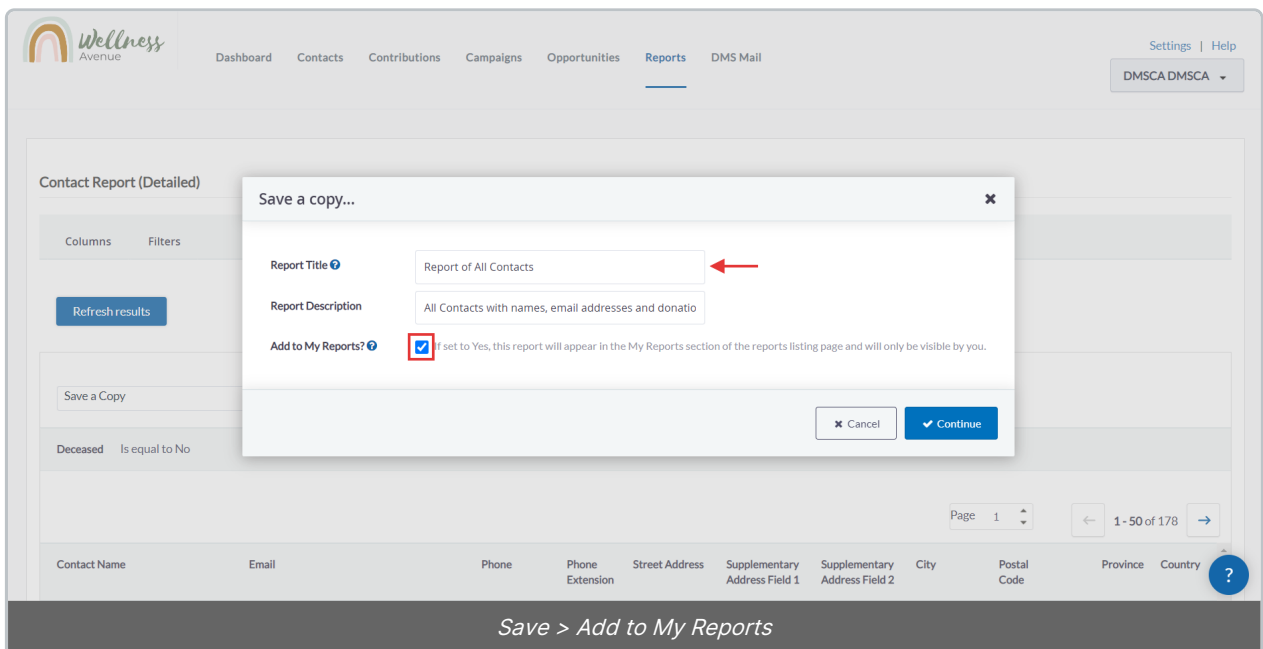 Wellness
Avenue
Dashboard Contacts Contributions Campaigns Opportunities Reports DMS Mail
Settings | Help
DMSCA DMSCA
Contact Report (Detailed)
Save a copy...
Columns Filters
Report Title
Report of All Contacts
Refresh results
Report Description
All Contacts with names, email addresses and donatio
Add to My Reports?
If set to Yes, this report will appear in the My Reports section of the reports listing page and will only be visible by you.
Save a Copy
Cancel
Continue
Deceased Is equal to No
Page 1
1 - 50 of 178
Contact Name Email Phone Phone Extension Street Address Supplementary Address Field 1 Supplementary Address Field 2 City Postal Code Province Country
?
Save > Add to My Reports